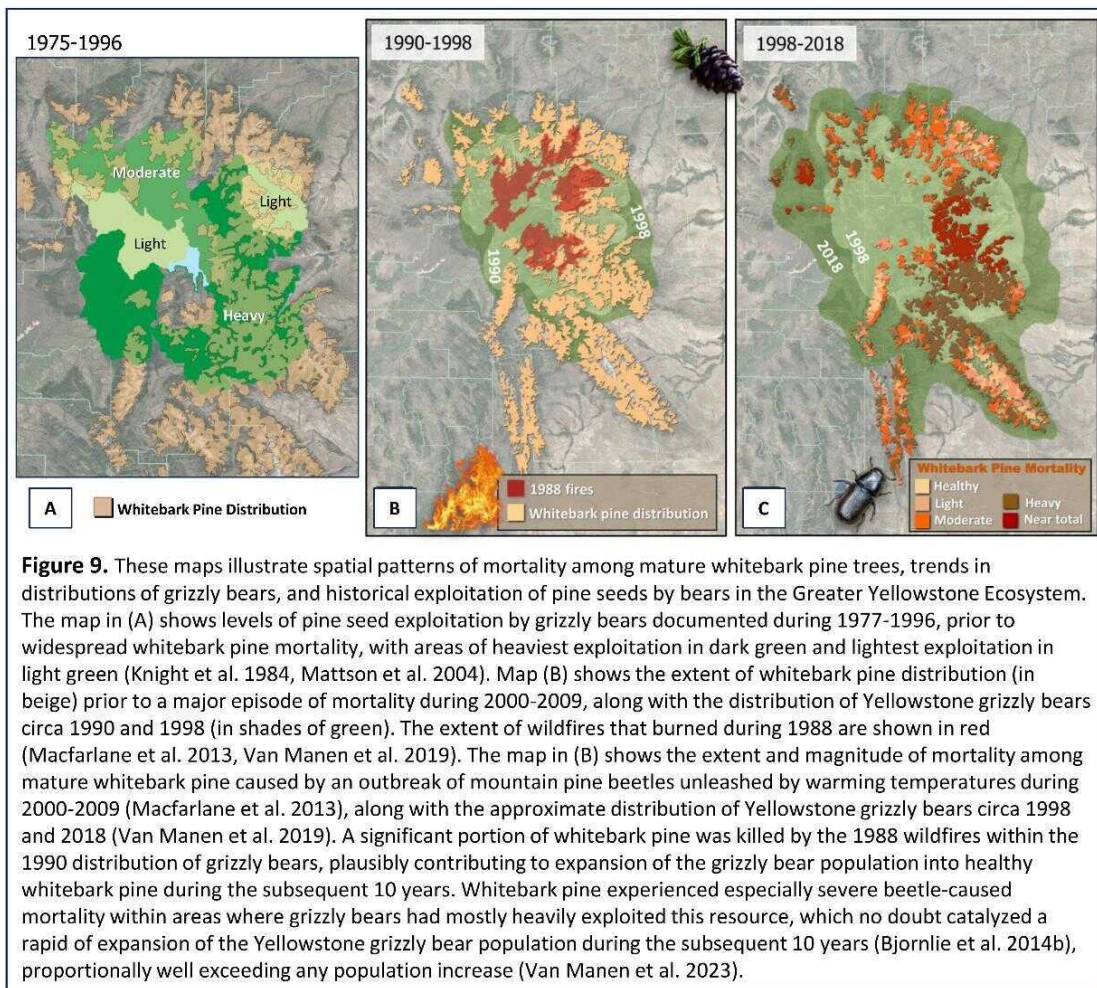 1975-1996
Moderate
Light
Light
Heavy
A
Whitebark Pine Distribution
1990-1998
1998
1990
B
1988 fires
Whitebark pine distribution
1998-2018
1998
2018
C
Whitebark Pine Mortality
Healthy
Light
Moderate
Heavy
Near total
Figure 9. These maps illustrate spatial patterns of mortality among mature whitebark pine trees, trends in
distributions of grizzly bears, and historical exploitation of pine seeds by bears in the Greater Yellowstone Ecosystem.
The map in (A) shows levels of pine seed exploitation by grizzly bears documented during 1977-1996, prior to
widespread whitebark pine mortality, with areas of heaviest exploitation in dark green and lightest exploitation in
light green (Knight et al. 1984, Mattson et al. 2004). Map (B) shows the extent of whitebark pine distribution (in
beige) prior to a major episode of mortality during 2000-2009, along with the distribution of Yellowstone grizzly bears
circa 1990 and 1998 (in shades of green). The extent of wildfires that burned during 1988 are shown in red
(Macfarlane et al. 2013, Van Manen et al. 2019). The map in (B) shows the extent and magnitude of mortality among
mature whitebark pine caused by an outbreak of mountain pine beetles unleashed by warming temperatures during
2000-2009 (Macfarlane et al. 2013), along with the approximate distribution of Yellowstone grizzly bears circa 1998
and 2018 (Van Manen et al. 2019). A significant portion of whitebark pine was killed by the 1988 wildfires within the
1990 distribution of grizzly bears, plausibly contributing to expansion of the grizzly bear population into healthy
whitebark pine during the subsequent 10 years. Whitebark pine experienced especially severe beetle-caused
mortality within areas where grizzly bears had mostly heavily exploited this resource, which no doubt catalyzed a
rapid of expansion of the Yellowstone grizzly bear population during the subsequent 10 years (Bjornlie et al. 2014b),
proportionally well exceeding any population increase (Van Manen et al. 2023).